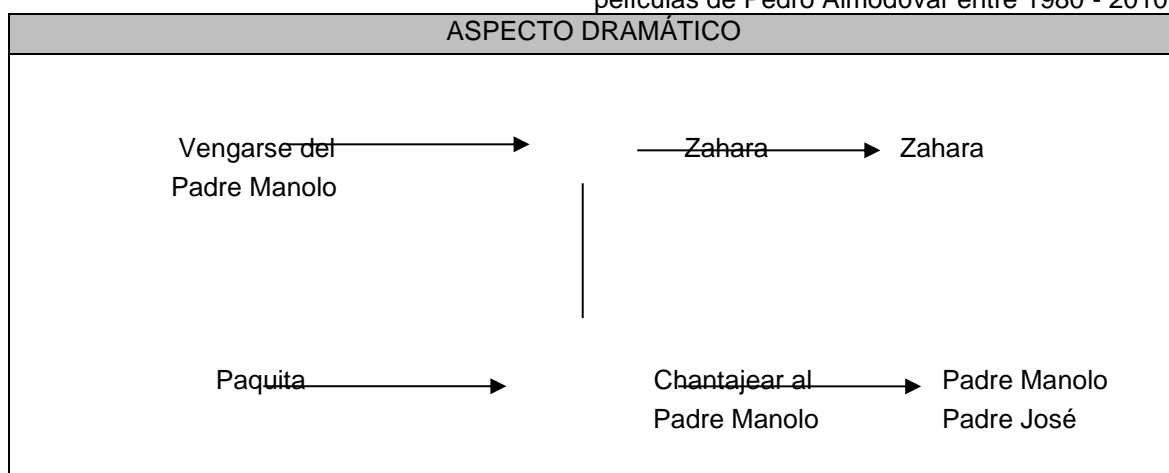 películas de Pedro Almodóvar entre 1980 - 2010
ASPECTO DRAMÁTICO
Vengarse del
Padre Manolo
Zahara
Zahara
Paquita
Chantajear al
Padre Manolo
Padre Manolo
Padre José